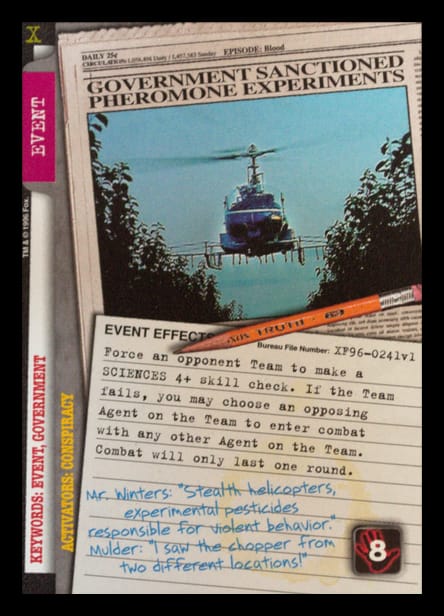 X
EVENT
DAILY 25¢
EPISODE: Blood
GOVERNMENT SANCTIONED
PHEROMONE EXPERIMENTS
TM & © 1996 Fox.
KEYWORDS: EVENT, GOVERNMENT
ACTIVATORS: CONSPIRACY
TRUTH
EVENT EFFECTS
Bureau File Number: XF96-0241v1
Force an opponent Team to make a
SCIENCES 4+ skill check. If the Team
fails, you may choose an opposing
Agent on the Team to enter combat
with any other Agent on the Team.
Combat will only last one round.
Mr. Winters: "Stealth helicopters,
experimental pesticides
responsible for violent behavior."
Mulder: "I saw the chopper from
two different locations!"
8